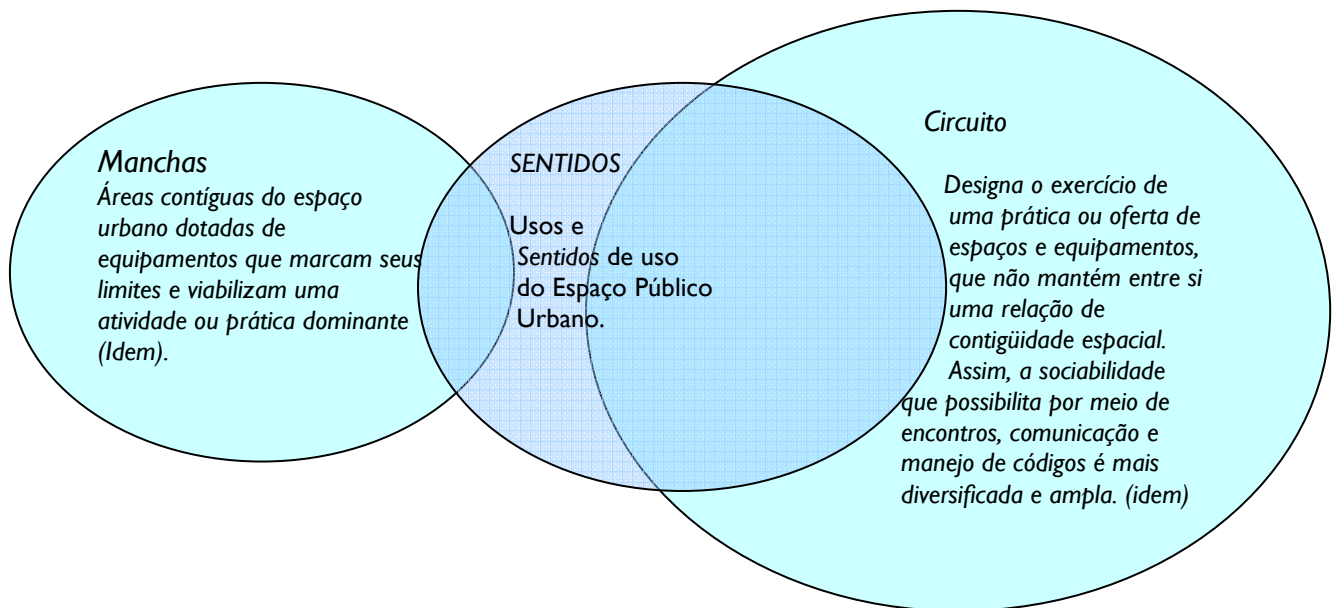 Manchas
Áreas contíguas do espaço
urbano dotadas de
equipamentos que marcam seus
limites e viabilizam uma
atividade ou prática dominante
(Idem).
SENTIDOS
Usos e
Sentidos de uso
do Espaço Público
Urbano.
Circuito
Designa o exercício de
uma prática ou oferta de
espaços e equipamentos,
que não mantém entre si
uma relação de
contigüidade espacial.
Assim, a sociabilidade
que possibilita por meio de
encontros, comunicação e
manejo de códigos é mais
diversificada e ampla. (idem)